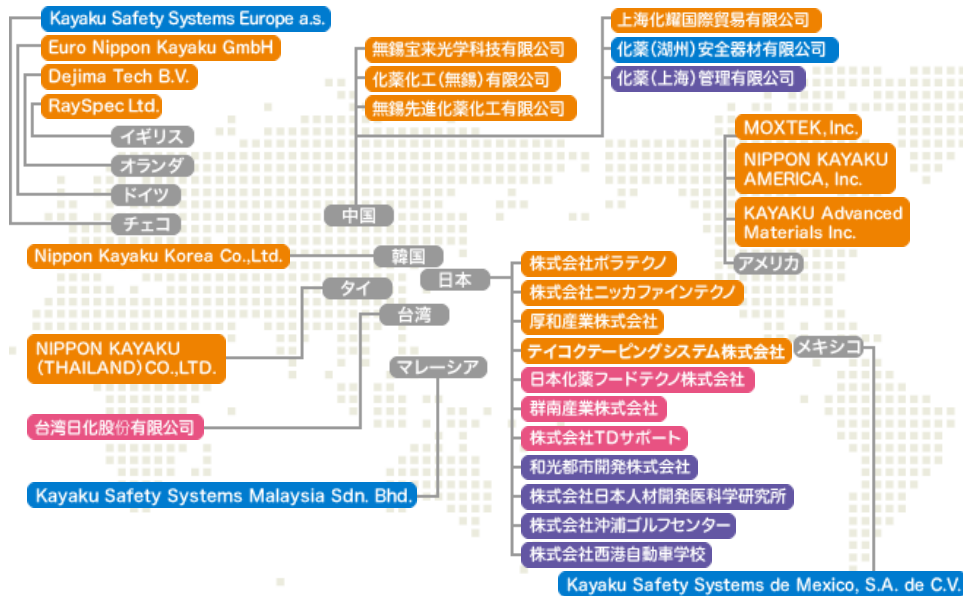 Kayaku Safety Systems Europe a.s.
Euro Nippon Kayaku GmbH
Dejima Tech B.V.
RaySpec Ltd.
イギリス
オランダ
ドイツ
チェコ
無錫宝来光学科技有限公司
化薬化工(無錫)有限公司
無錫先進化薬化工有限公司
中国
上海化耀国際貿易有限公司
化薬(湖州)安全器材有限公司
化薬(上海)管理有限公司
MOXTEK, Inc.
NIPPON KAYAKU
AMERICA, Inc.
KAYAKU Advanced
Materials Inc.
アメリカ
Nippon Kayaku Korea Co.,Ltd.
韓国
タイ
台湾
NIPPON KAYAKU
(THAILAND)CO.,LTD.
マレーシア
台湾日化股份有限公司
Kayaku Safety Systems Malaysia Sdn. Bhd.
日本
株式会社ポラテクノ
株式会社ニッカファインテクノ
厚和産業株式会社
テイコクテーピングシステム株式会社
日本化薬フードテクノ株式会社
群南産業株式会社
株式会社TDサポート
和光都市開発株式会社
株式会社日本人材開発医科学研究所
株式会社沖浦ゴルフセンター
株式会社西港自動車学校
メキシコ
Kayaku Safety Systems de Mexico, S.A. de C.V.